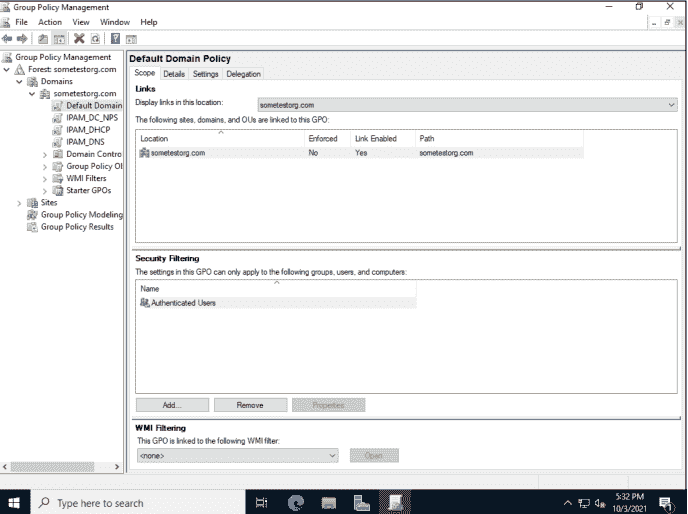 Group Policy Management
File Action View Window Help
Group Policy Management
Forest: sometestorg.com
Domains
sometestorg.com
Default Domain
IPAM_DC_NPS
IPAM_DHCP
IPAM_DNS
Domain Contro
Group Policy Ol
WMI Filters
Starter GPOs
Sites
Group Policy Modeling
Group Policy Results
Default Domain Policy
Scope Details Settings Delegation
Links
Display links in this location: sometestorg.com
The following sites, domains, and OUs are linked to this GPO:
Location Enforced Link Enabled Path
sometestorg.com No Yes sometestorg.com
Security Filtering
The settings in this GPO can only apply to the following groups, users, and computers:
Name
Authenticated Users
Add... Remove Properties
WMI Filtering
This GPO is linked to the following WMI filter:
<none> Open
Type here to search
5:32 PM
10/3/2021
1